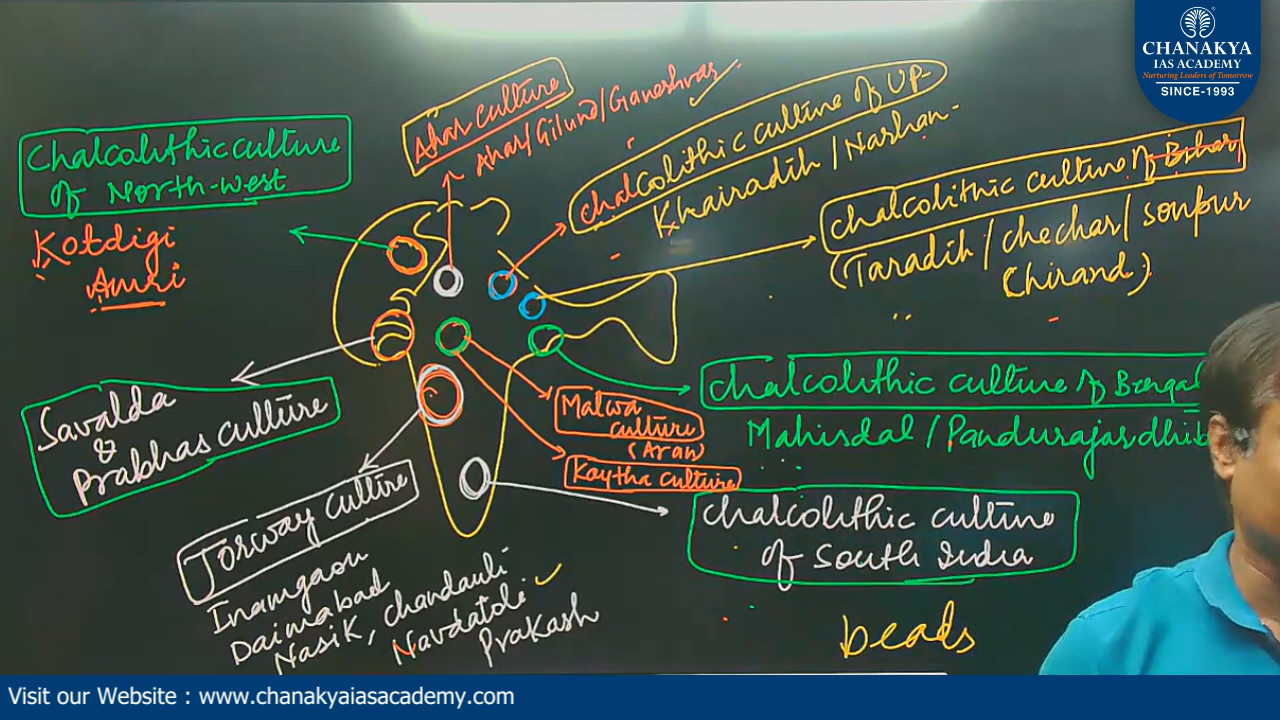 CHANAKYA
IAS ACADEMY
Nurturing Leaders of Tomorrow
SINCE-1993
Ahar culture
Ahar/Gilund/Ganeshvar
chalcolithic culture of UP-
Khairadih / Narhan
chalcolithic culture of Bihar
(Taradih / chechar / sonpur
Chirand)
Chalcolithic culture
of North-west
Kotdigi
Amri
Savalda
&
Prabhas culture
Malwa
culture
(Aran)
Kaytha culture
chalcolithic culture of Bengal
Mahisdal / Pandurajardhib
Jorway culture
Inamgaon
Daimabad
Nasik, chandauli
Navdatoli
Prakash
chalcolithic culture
of South India
beads
Visit our Website : www.chanakyaiasacademy.com